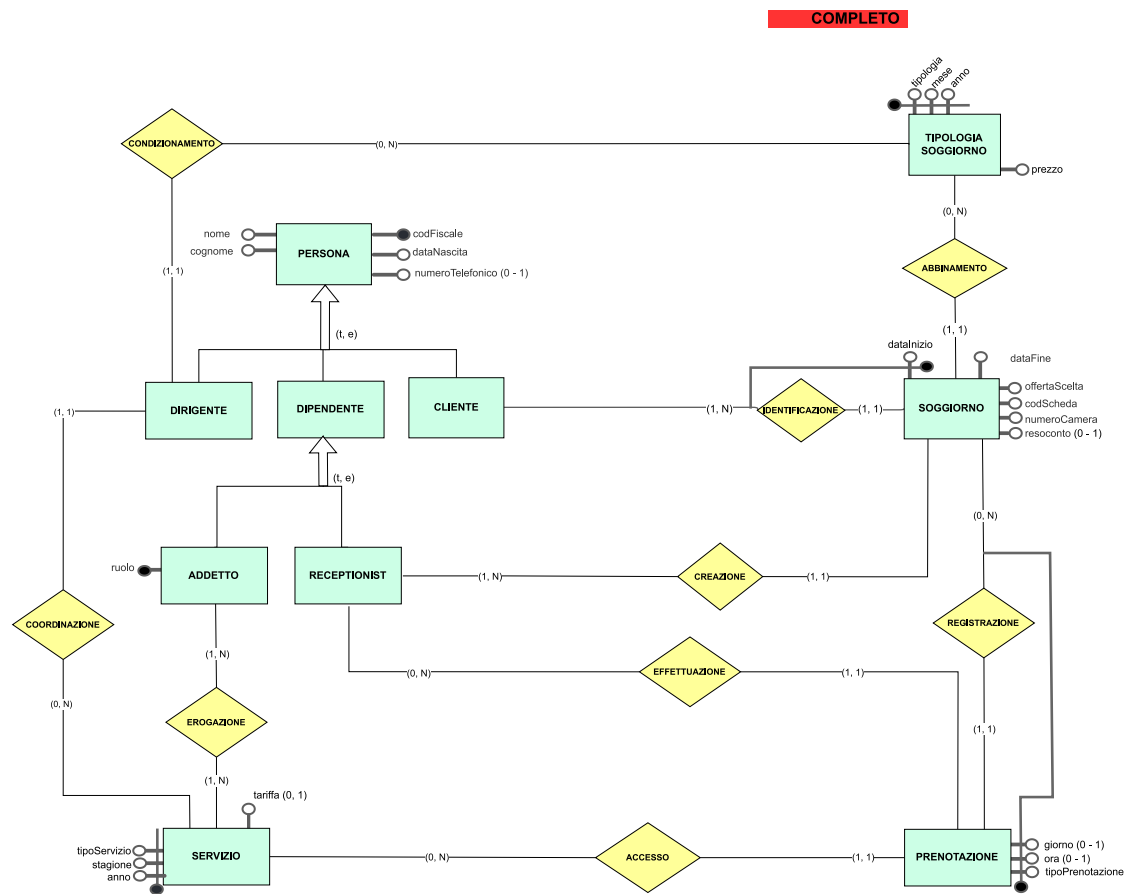 COMPLETO
tipologia
mese
anno
CONDIZIONAMENTO
(0, N)
TIPOLOGIA
SOGGIORNO
prezzo
(0, N)
nome
codFiscale
cognome
PERSONA
dataNascita
numeroTelefonico (0 - 1)
(1, 1)
ABBINAMENTO
(t, e)
(1, 1)
dataInizio
dataFine
DIRIGENTE
DIPENDENTE
CLIENTE
offertaScelta
codScheda
numeroCamera
resoconto (0 - 1)
SOGGIORNO
(1, 1)
(1, N)
IDENTIFICAZIONE
(1, 1)
(t, e)
(0, N)
ruolo
ADDETTO
RECEPTIONIST
(1, N)
CREAZIONE
(1, 1)
COORDINAZIONE
REGISTRAZIONE
(1, N)
(0, N)
EFFETTUAZIONE
(1, 1)
(0, N)
EROGAZIONE
(1, 1)
(1, N)
tariffa (0, 1)
tipoServizio
stagione
anno
SERVIZIO
(0, N)
ACCESSO
(1, 1)
PRENOTAZIONE
giorno (0 - 1)
ora (0 - 1)
tipoPrenotazione